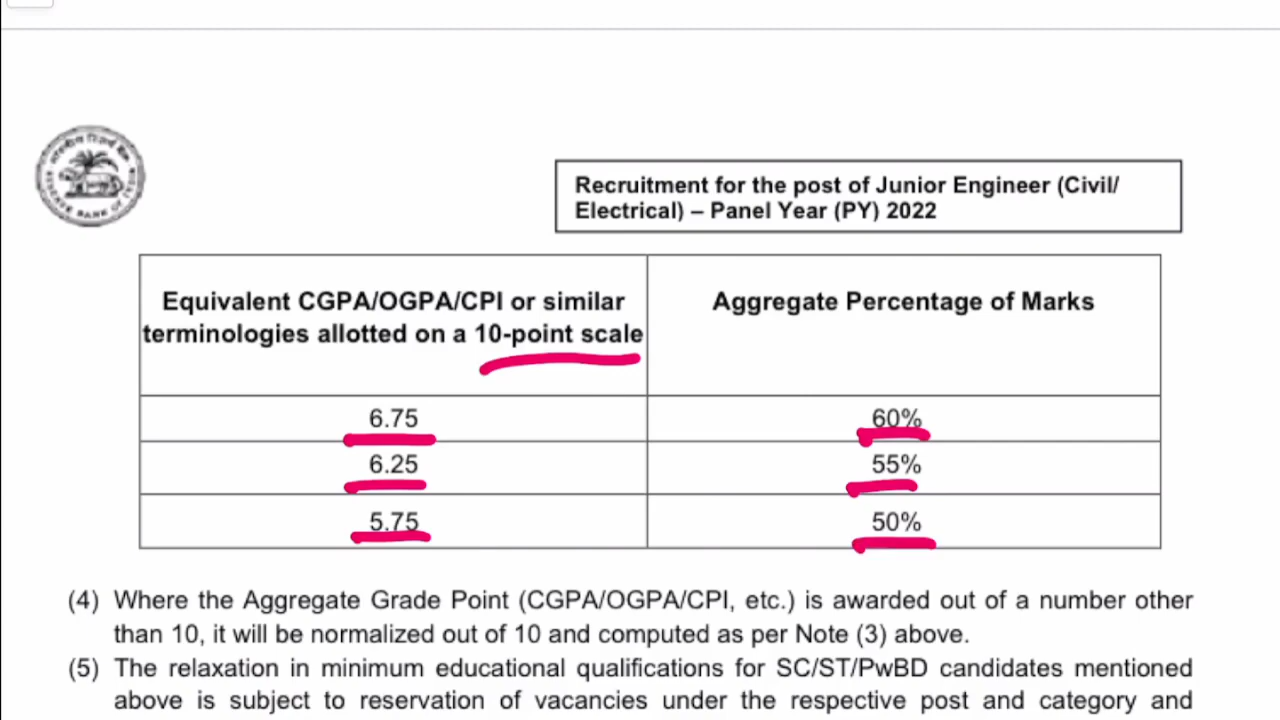 Recruitment for the post of Junior Engineer (Civil/
Electrical) – Panel Year (PY) 2022
Equivalent CGPA/OGPA/CPI or similar
terminologies allotted on a 10-point scale
Aggregate Percentage of Marks
6.75 60%
6.25 55%
5.75 50%
(4) Where the Aggregate Grade Point (CGPA/OGPA/CPI, etc.) is awarded out of a number other
than 10, it will be normalized out of 10 and computed as per Note (3) above.
(5) The relaxation in minimum educational qualifications for SC/ST/PwBD candidates mentioned
above is subject to reservation of vacancies under the respective post and category and